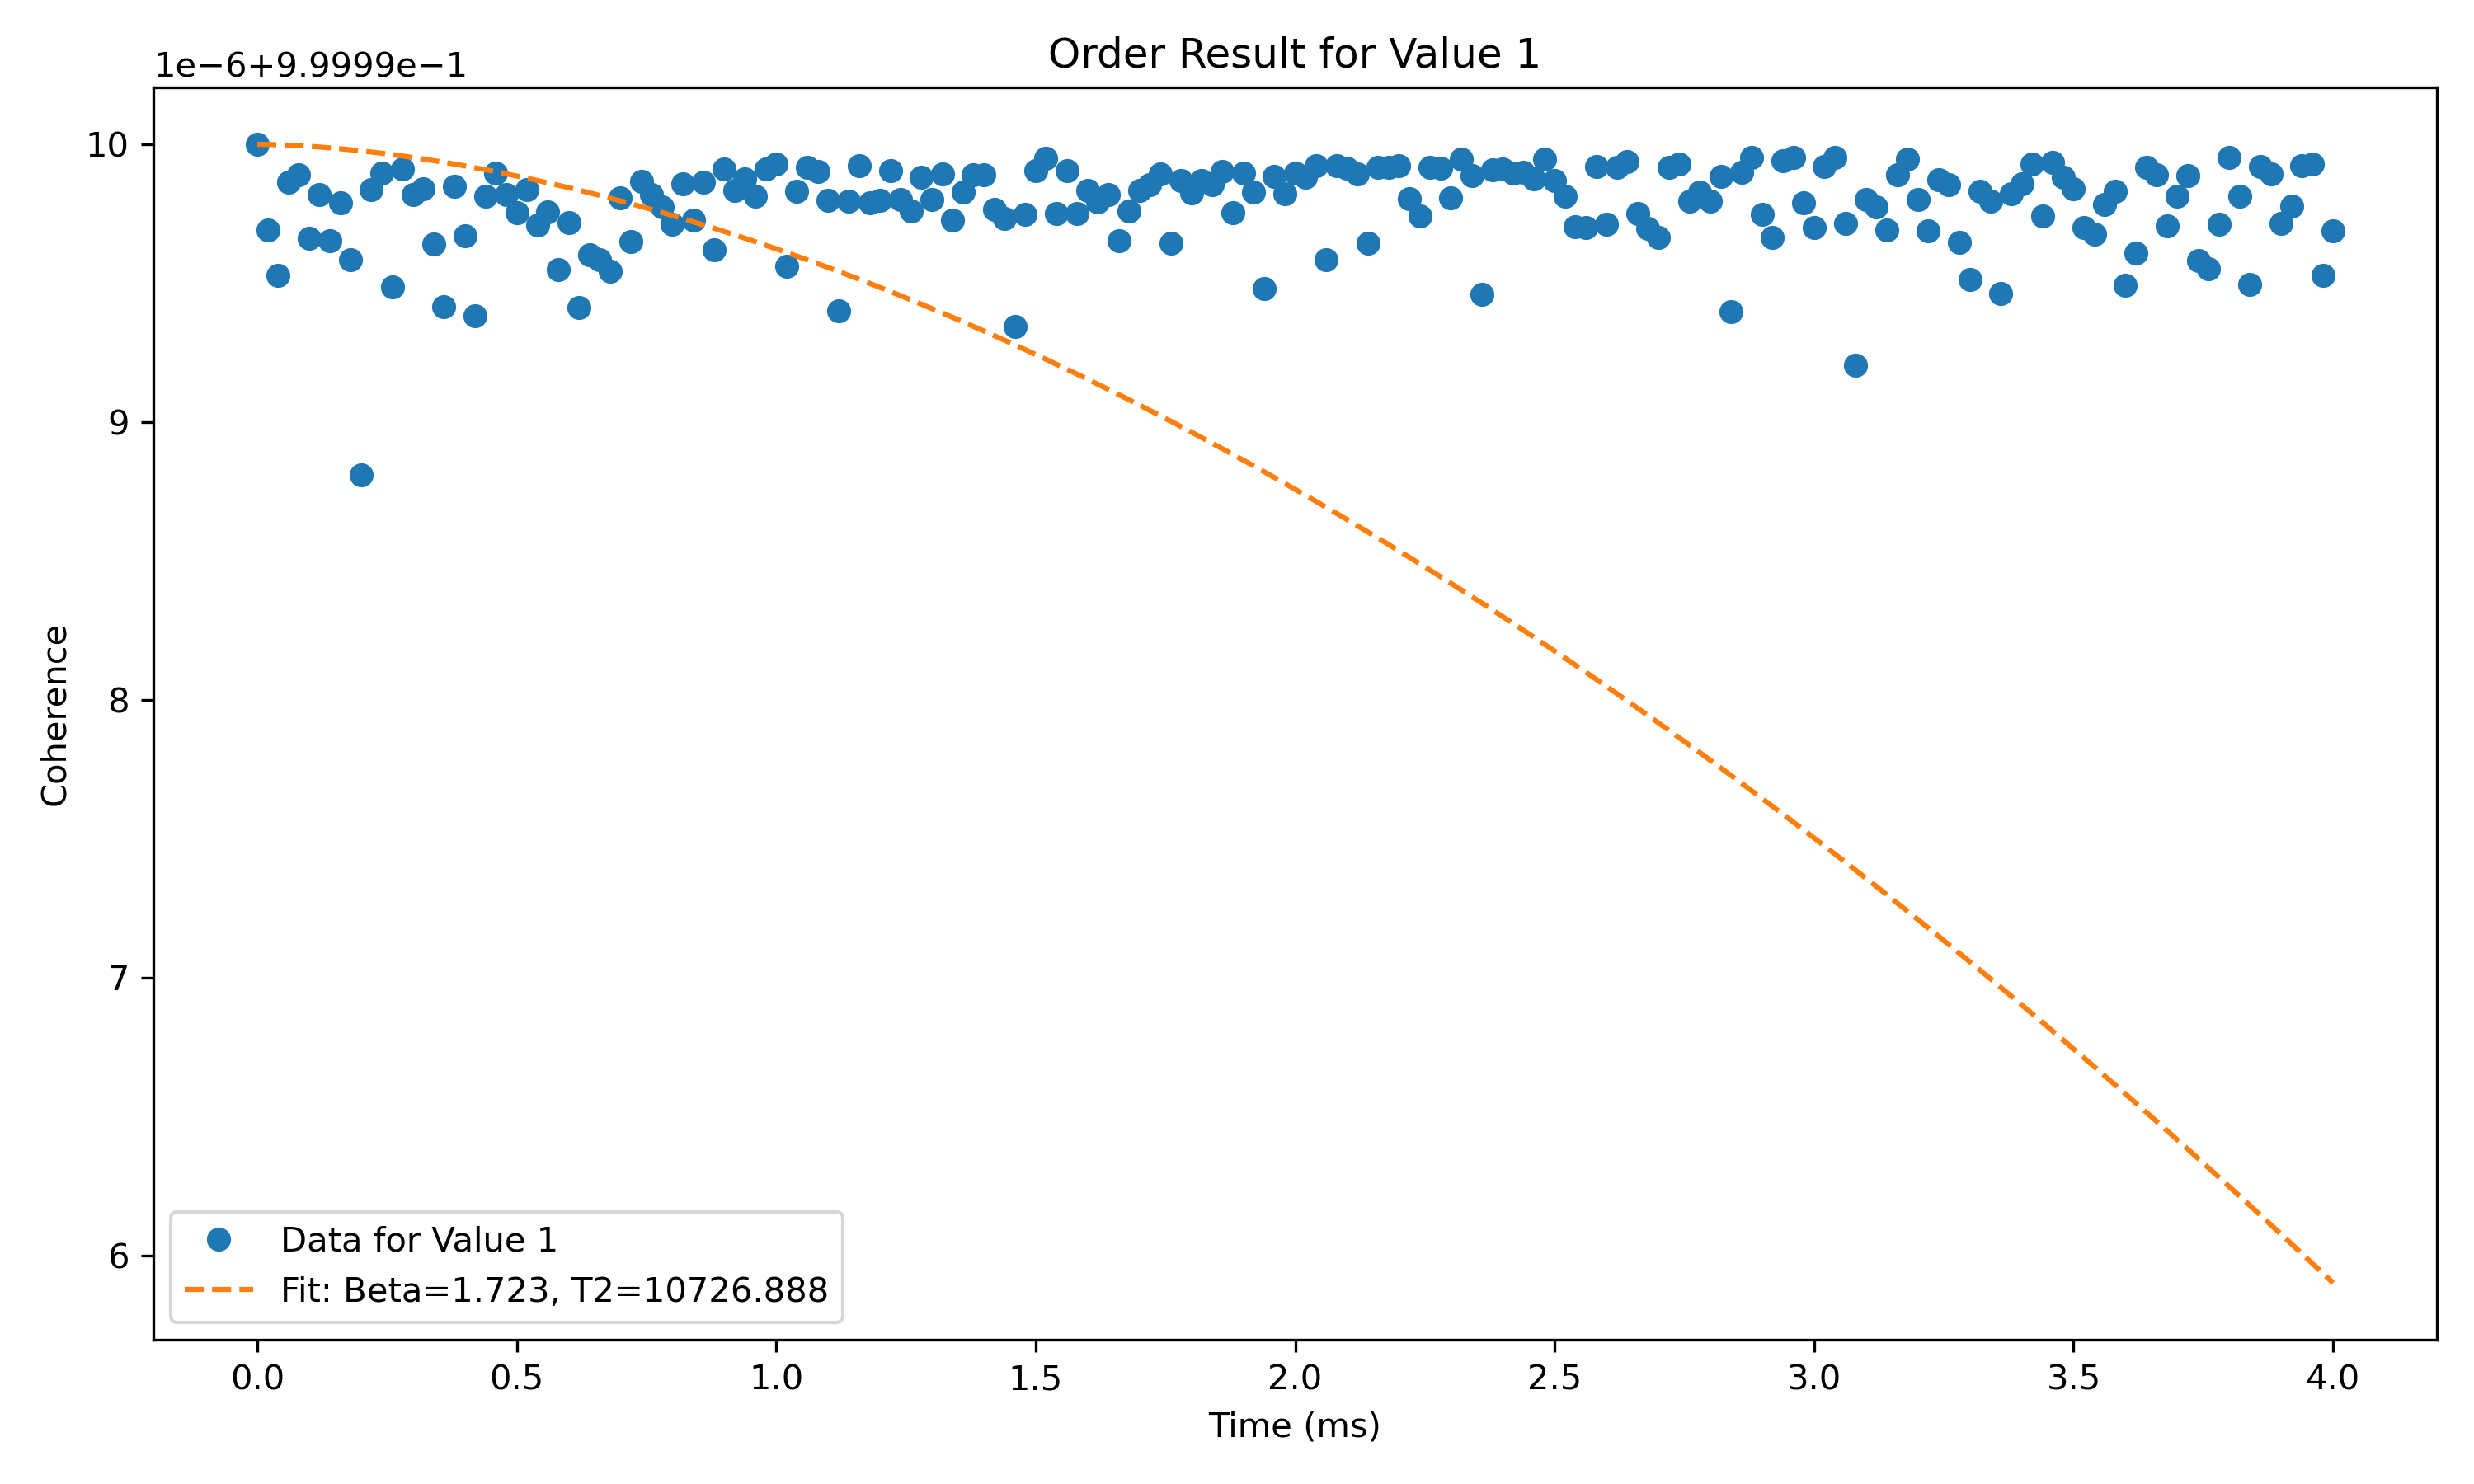 Order Result for Value 1
1e−6+9.9999e−1
10
9
8
7
6
Coherence
Data for Value 1
Fit: Beta=1.723, T2=10726.888
0.0 0.5 1.0 1.5 2.0 2.5 3.0 3.5 4.0
Time (ms)